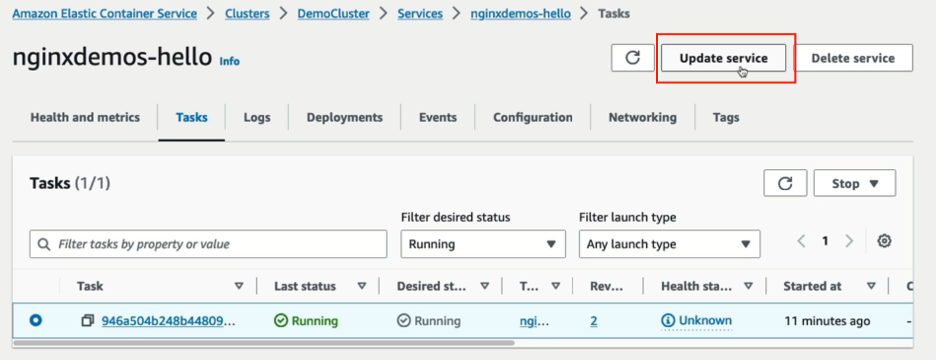 Amazon Elastic Container Service > Clusters > DemoCluster > Services > nginxdemos-hello > Tasks
nginxdemos-hello Info
Update service
Delete service
Health and metrics Tasks Logs Deployments Events Configuration Networking Tags
Tasks (1/1)
Stop
Filter desired status Filter launch type
Filter tasks by property or value Running Any launch type 1
Task Last status Desired st... T... Rev... Health sta... Started at C
946a504b248b44809... Running Running ngi... 2 Unknown 11 minutes ago -